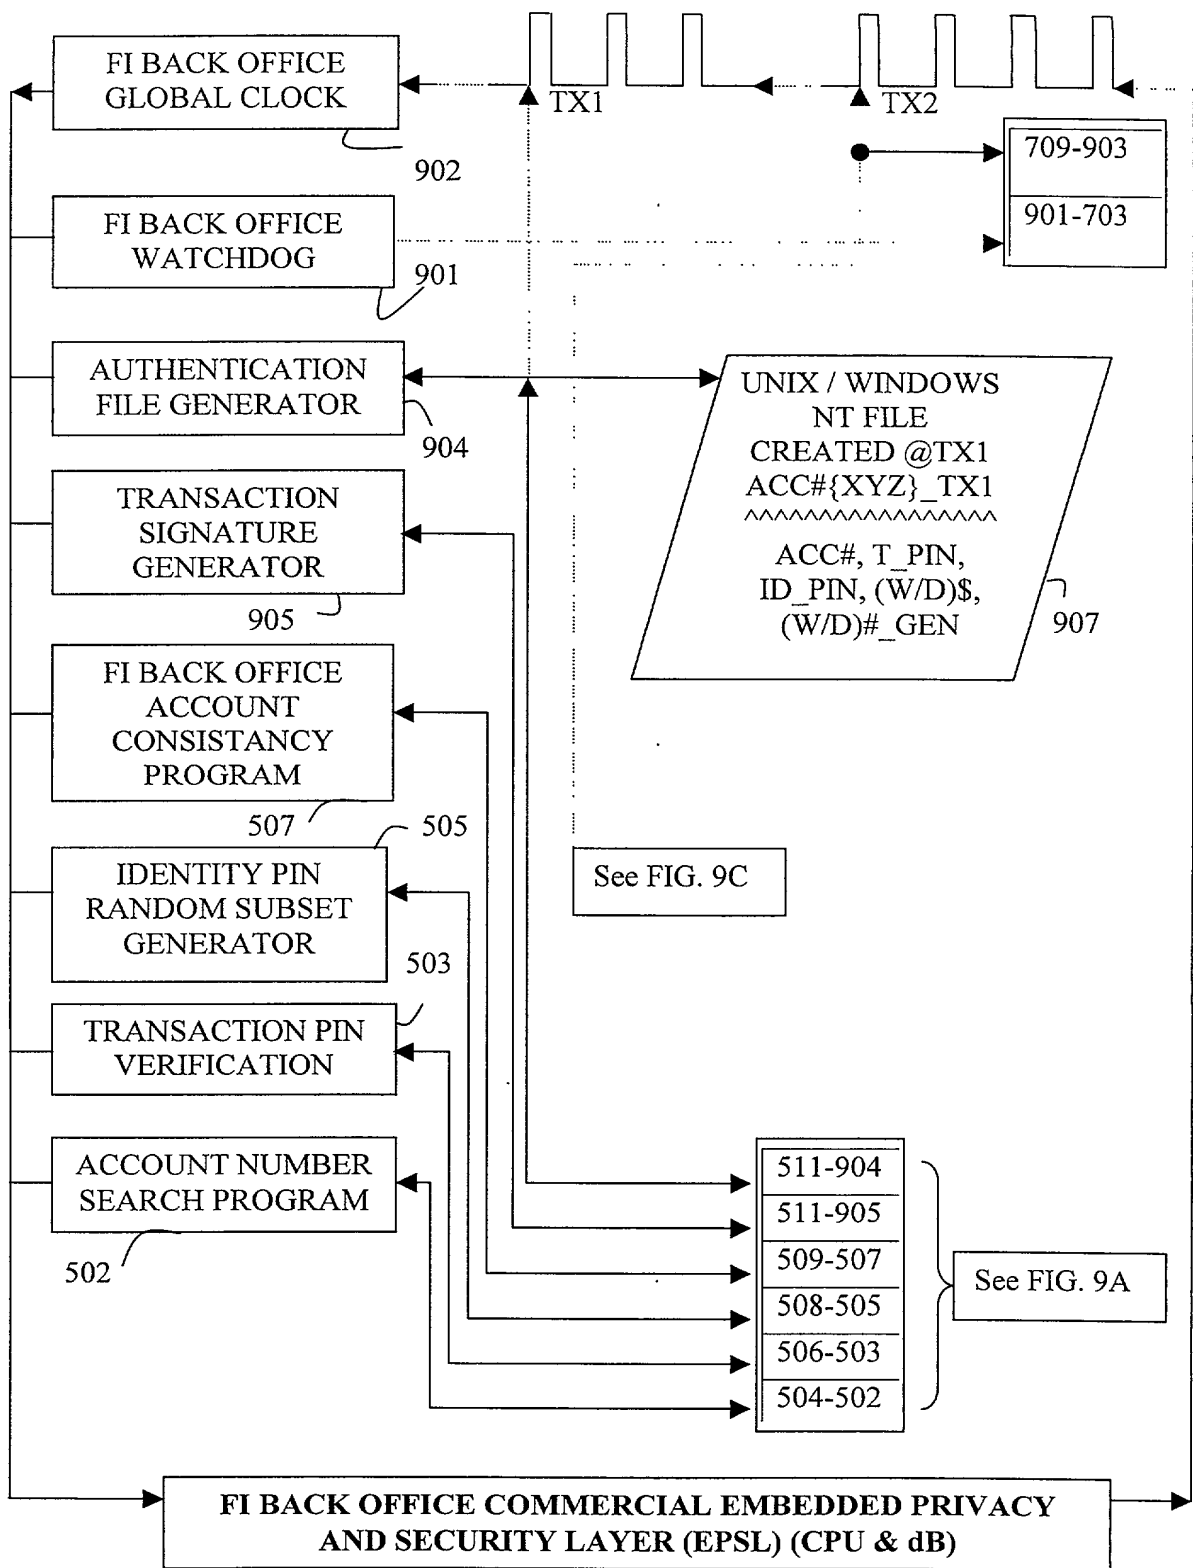 FI BACK OFFICE
GLOBAL CLOCK
902
TX1
TX2
709-903
901-703
FI BACK OFFICE
WATCHDOG
901
AUTHENTICATION
FILE GENERATOR
904
UNIX / WINDOWS
NT FILE
CREATED @TX1
ACC#{XYZ}_TX1
^^^^^^^^^^^^^^^^^
ACC#, T_PIN,
ID_PIN, (W/D)$,
(W/D)#_GEN
907
TRANSACTION
SIGNATURE
GENERATOR
905
FI BACK OFFICE
ACCOUNT
CONSISTANCY
PROGRAM
507
505
IDENTITY PIN
RANDOM SUBSET
GENERATOR
See FIG. 9C
503
TRANSACTION PIN
VERIFICATION
ACCOUNT NUMBER
SEARCH PROGRAM
502
511-904
511-905
509-507
508-505
506-503
504-502
See FIG. 9A
FI BACK OFFICE COMMERCIAL EMBEDDED PRIVACY
AND SECURITY LAYER (EPSL) (CPU & dB)